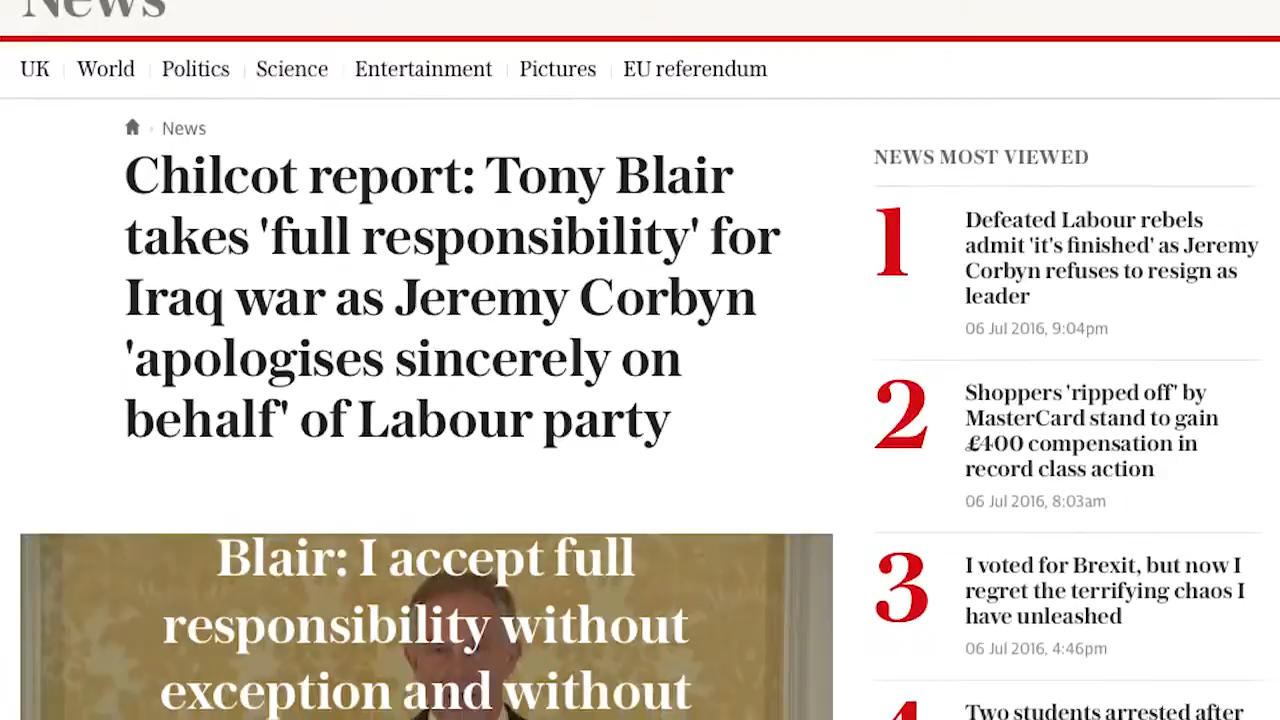 News
UK
World
Politics
Science
Entertainment
Pictures
EU referendum
News
Chilcot report: Tony Blair
takes 'full responsibility' for
Iraq war as Jeremy Corbyn
'apologises sincerely on
behalf' of Labour party
Blair: I accept full
responsibility without
exception and without
NEWS MOST VIEWED
1
Defeated Labour rebels
admit 'it's finished' as Jeremy
Corbyn refuses to resign as
leader
06 Jul 2016, 9:04pm
2
Shoppers 'ripped off' by
MasterCard stand to gain
£400 compensation in
record class action
06 Jul 2016, 8:03am
3
I voted for Brexit, but now I
regret the terrifying chaos I
have unleashed
06 Jul 2016, 4:46pm
4
Two students arrested after